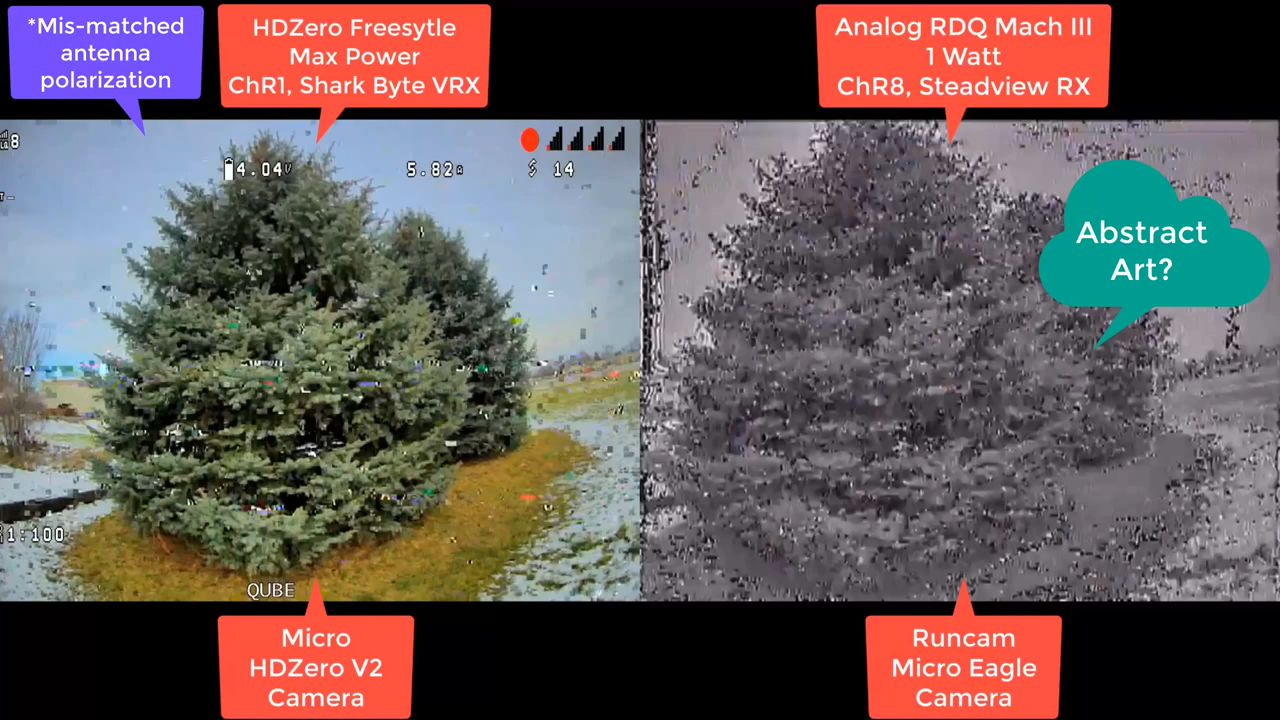 *Mis-matched
antenna
polarization
HDZero Freesytle
Max Power
ChR1, Shark Byte VRX
Analog RDQ Mach III
1 Watt
ChR8, Steadview RX
8
4.04V
5.82A
14
Abstract
Art?
1:100
QUBE
Micro
HDZero V2
Camera
Runcam
Micro Eagle
Camera